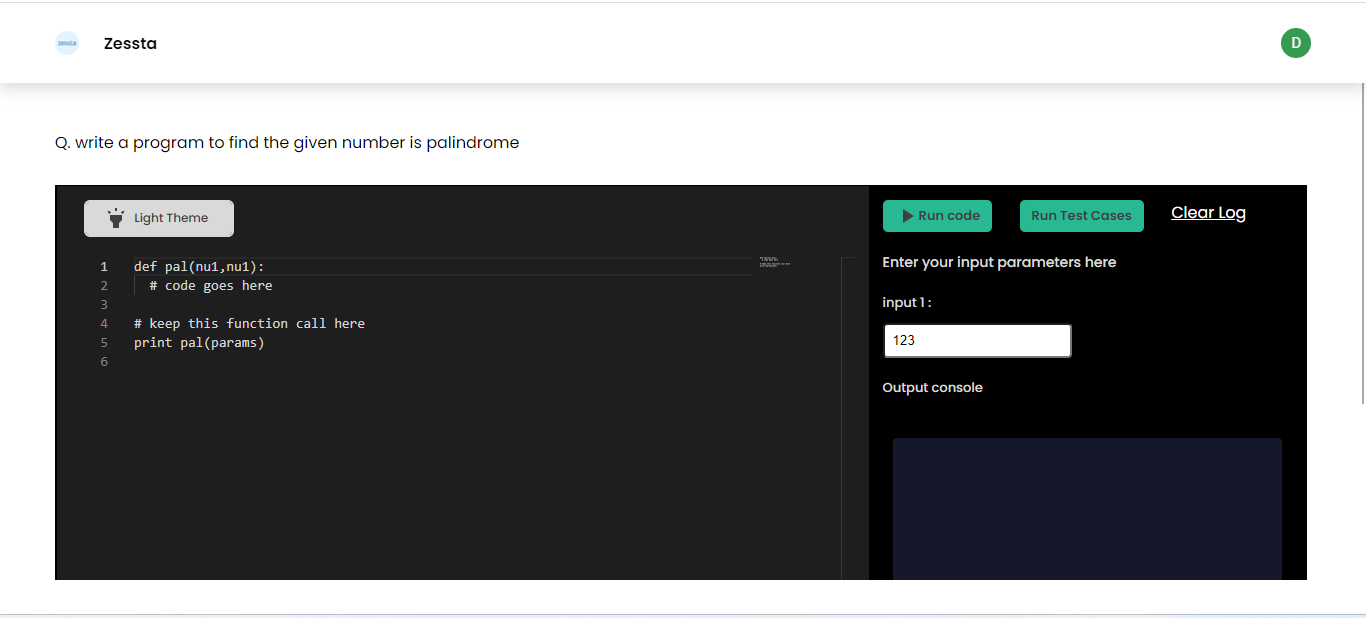 Zessta
D
Q. write a program to find the given number is palindrome
Light Theme
Run code
Run Test Cases
Clear Log
1 def pal(nu1,nu1):
2 # code goes here
3
4 # keep this function call here
5 print pal(params)
6
Enter your input parameters here
input 1 :
123
Output console